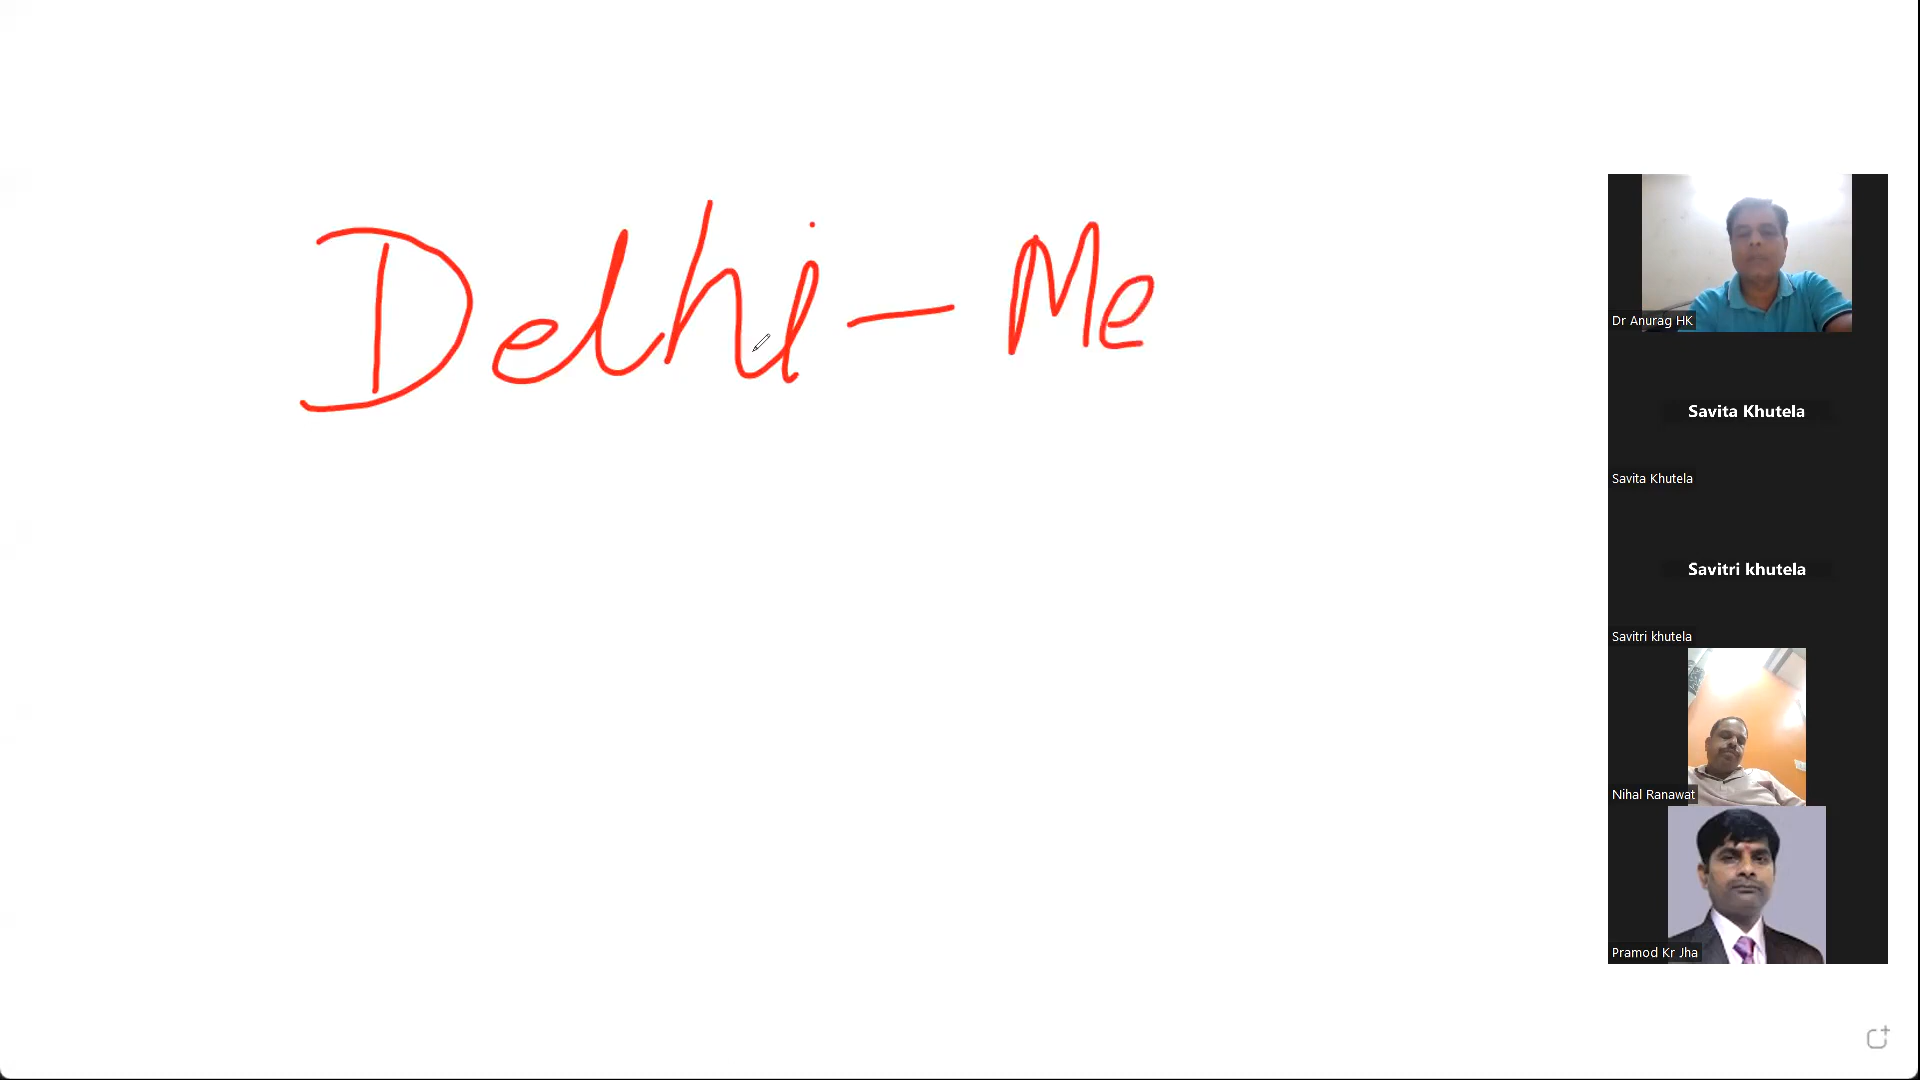 Delhi - Me
Dr Anurag HK
Savita Khutela
Savita Khutela
Savitri khutela
Savitri khutela
Nihal Ranawat
Pramod Kr Jha